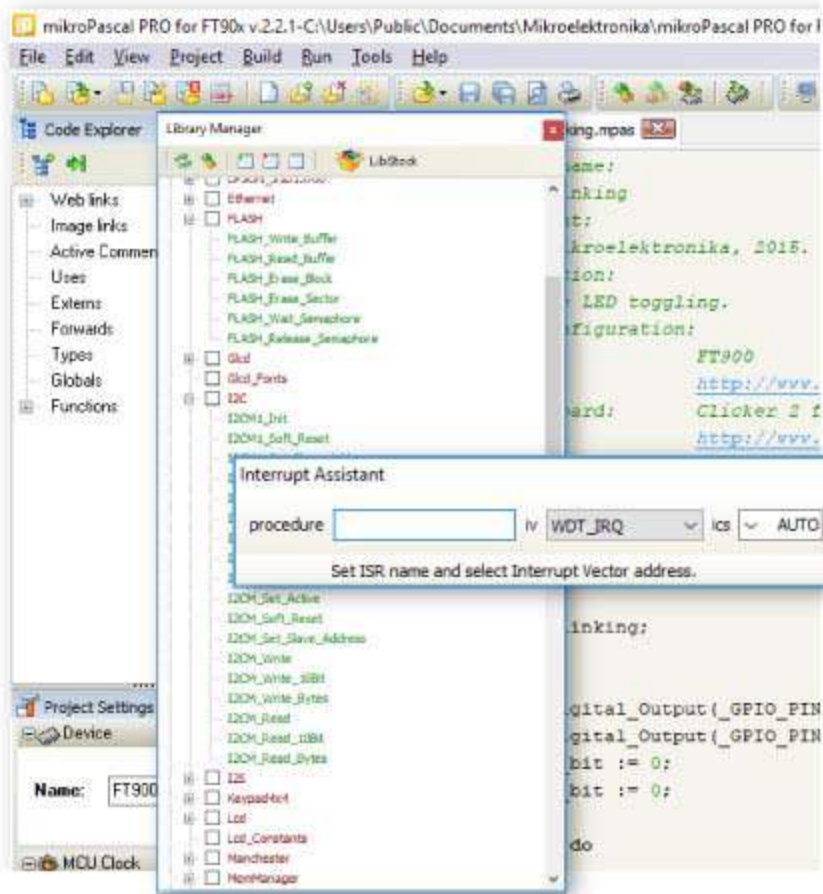 mikroPascal PRO for FT90x v.2.2.1-C:\Users\Public\Documents\Mikroelektronika\mikroPascal PRO for
File Edit View Project Build Run Tools Help
Code Explorer
Web links
Image links
Active Commen
Uses
Externs
Forwards
Types
Globals
Functions
Project Settings
Device
Name: FT900
MCU Clock
Library Manager
LibStock
Ethernet
FLASH
FLASH_Write_Buffer
FLASH_Read_Buffer
FLASH_Erase_Block
FLASH_Erase_Sector
FLASH_Wait_Semaphore
FLASH_Release_Semaphore
Glcd
Glcd_Fonts
I2C
I2CM1_Init
I2CM1_Soft_Reset
I2CM_Set_Active
I2CM_Soft_Reset
I2CM_Set_Slave_Address
I2CM_Write
I2CM_Write_10Bit
I2CM_Write_Bytes
I2CM_Read
I2CM_Read_10Bit
I2CM_Read_Bytes
I2S
Keypad4x4
Lcd
Lcd_Constants
Manchester
MemManager
Interrupt Assistant
procedure iv WDT_IRQ ics AUTO
Set ISR name and select Interrupt Vector address.
king.mpas
ame:
nking
t:
kroelektronika, 2015.
ion:
LED toggling.
figuration:
FT900
http://www.
ard: Clicker 2 f
http://www.
inking;
gital_Output(_GPIO_PIN
gital_Output(_GPIO_PIN
bit := 0;
bit := 0;
do